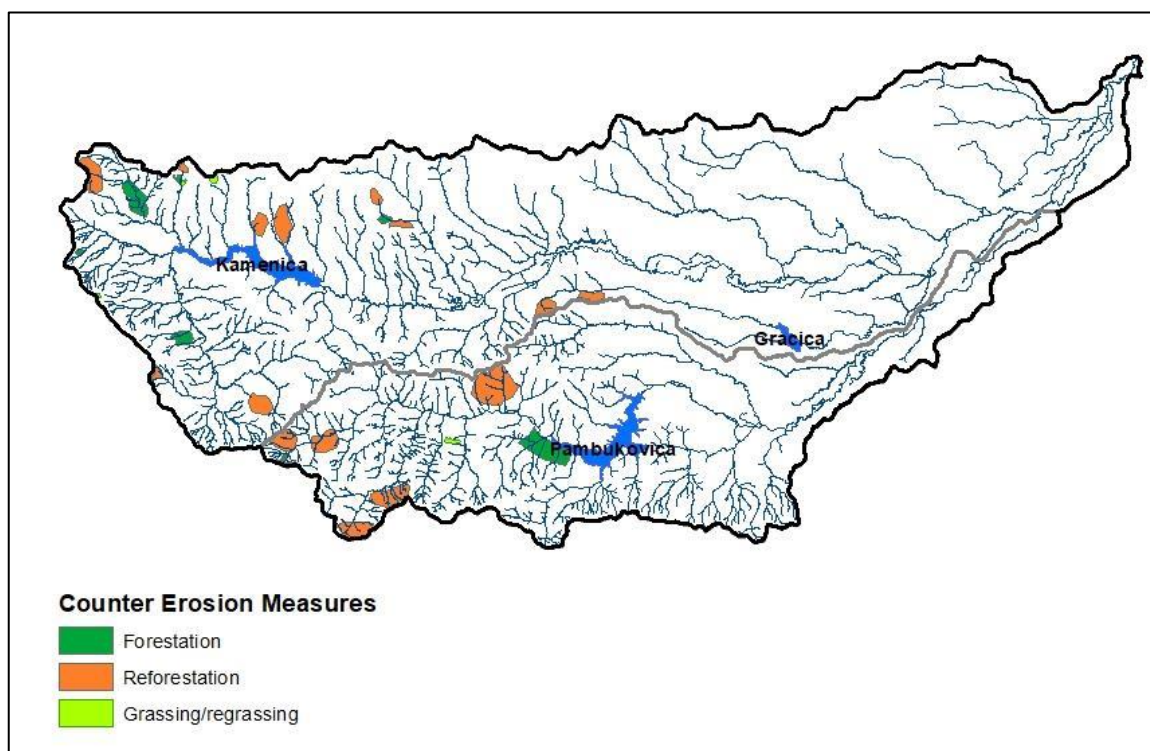 Kamenica
Gracica
Pambukovica
Counter Erosion Measures
Forestation
Reforestation
Grassing/regrassing